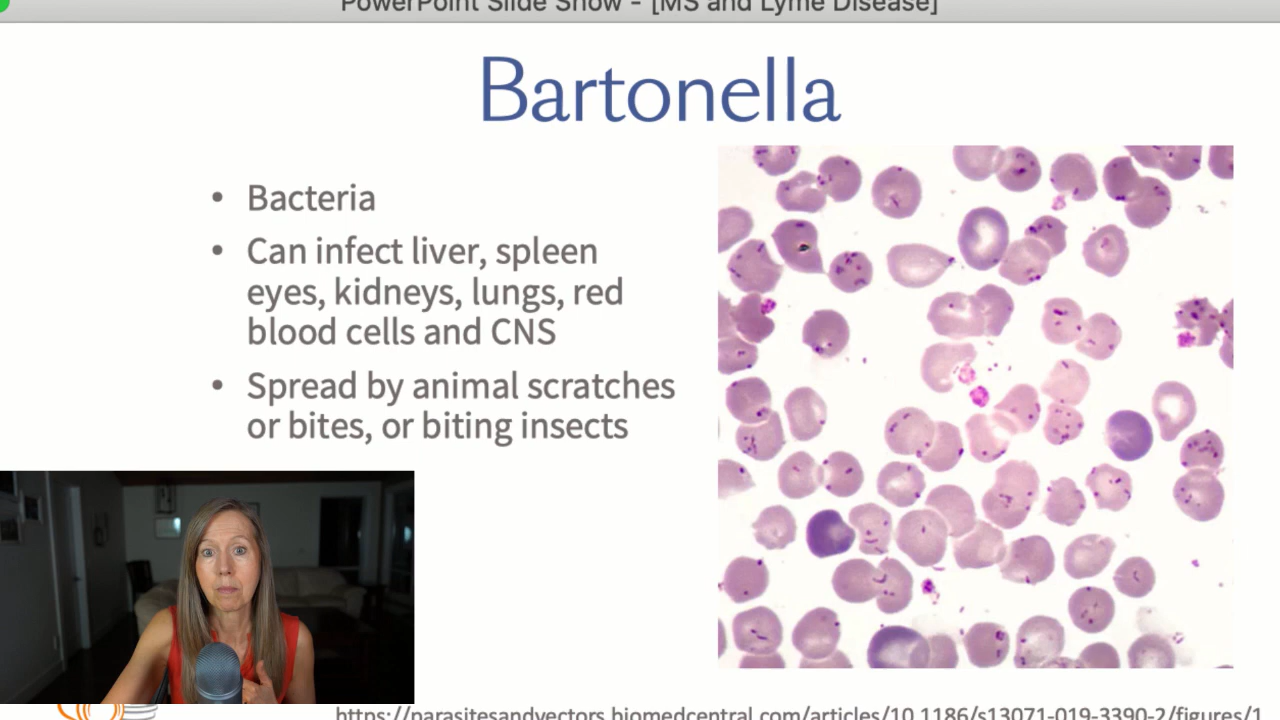 PowerPoint Slide Show - [MS and Lyme Disease]
Bartonella
• Bacteria
• Can infect liver, spleen
eyes, kidneys, lungs, red
blood cells and CNS
• Spread by animal scratches
or bites, or biting insects
https://parasitesandvectors.biomedcentral.com/articles/10.1186/s13071-019-3390-2/figures/1